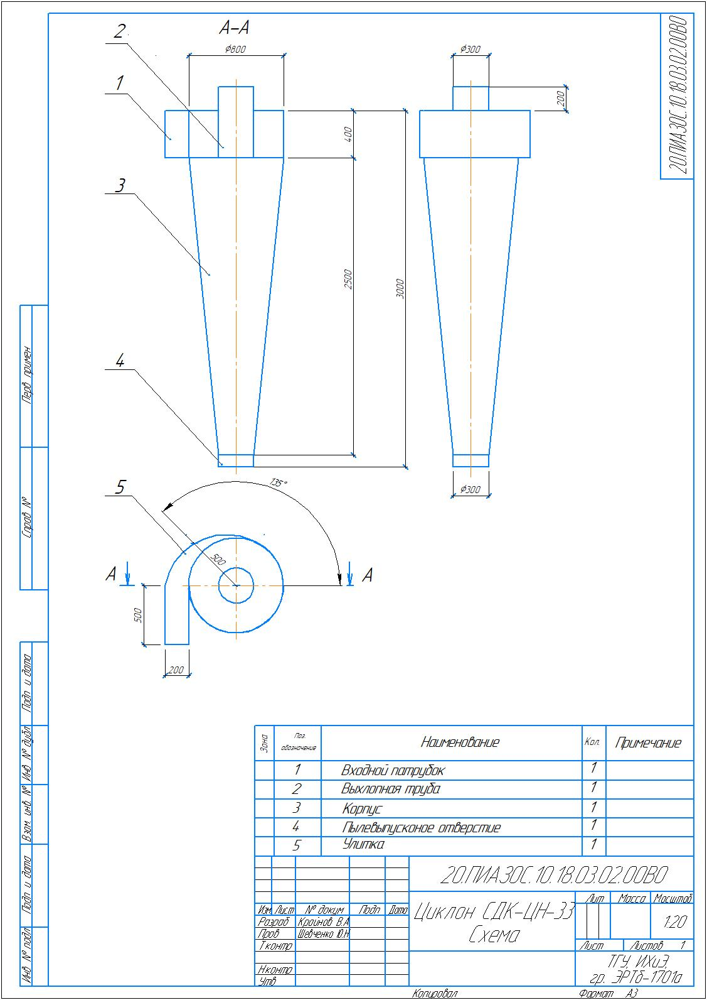 А–А
2
⌀800
⌀300
20.ПИАЗОС.10.18.03.02.00ВО
1
200
400
3
2500
3000
4
⌀300
5
135°
500
А
А
500
200
Перв. примен
Справ №
Подп и дата
Инв № дубл
Взам. инв. №
Подп и дата
Инв № подл
Зона
Поз. обозначение
Наименование
Кол.
Примечание
1 Входной патрубок 1
2 Выхлопная труба 1
3 Корпус 1
4 Пылевыпусконое отверстие 1
5 Улитка 1
20.ПИАЗОС.10.18.03.02.00ВО
Изм Лист № докум Подп Дата
Разраб Крайнов В.А
Пров Шевченко Ю.Н
Т.контр
Н.контр
Утв
Циклон СДК-ЦН-33
Схема
Лит Масса Масштаб
1:20
Лист Листов 1
ТГУ, ИХиЭ,
гр. ЭРТб-1701а
Копировал Формат А3